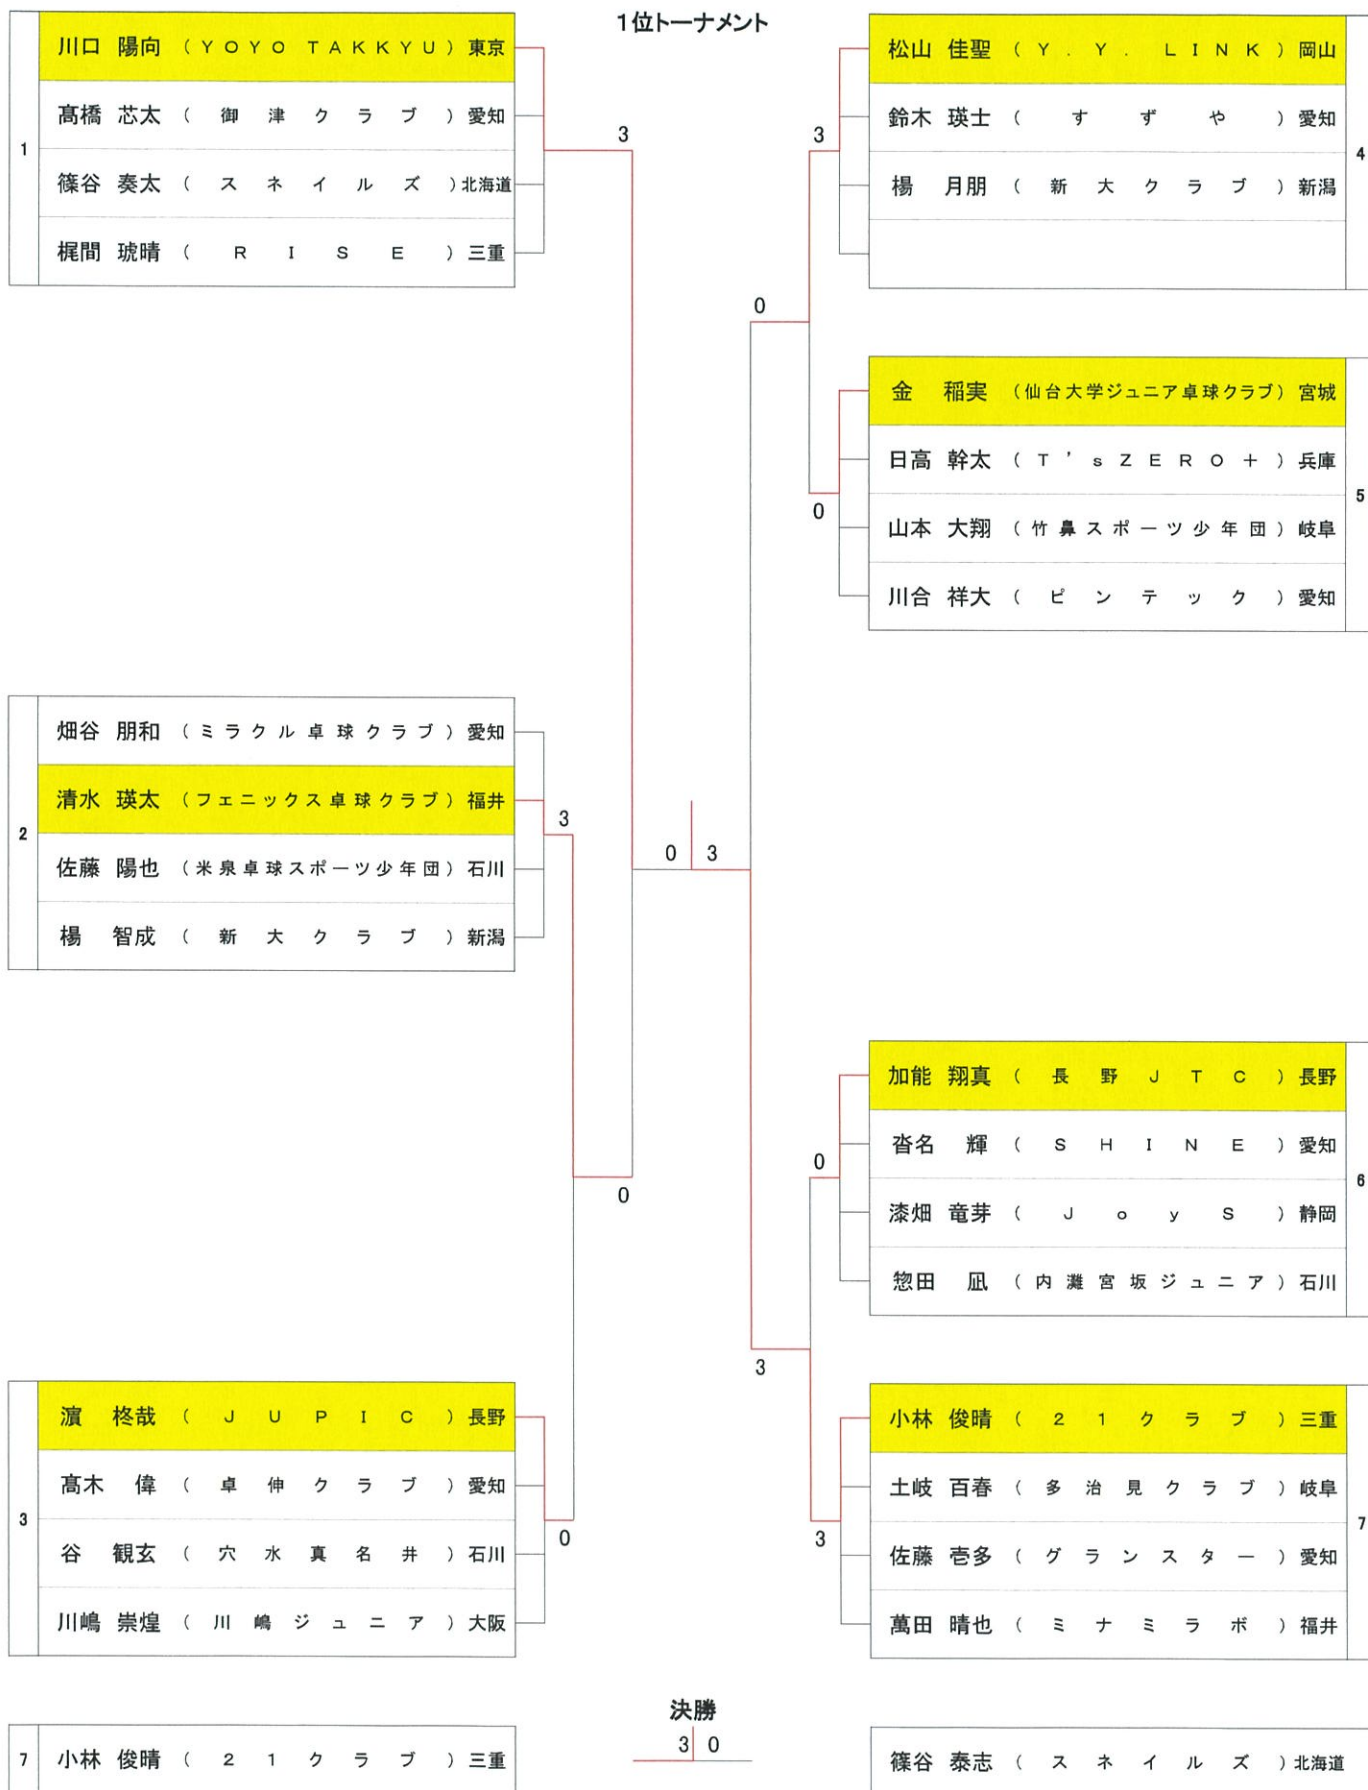 1位トーナメント
1
川口 陽向 (YOYO TAKKYU) 東京
髙橋 芯太 (御津クラブ) 愛知
篠谷 奏太 (スネイルズ) 北海道
梶間 琥晴 (RISE) 三重
3
2
畑谷 朋和 (ミラクル卓球クラブ) 愛知
清水 瑛太 (フェニックス卓球クラブ) 福井
佐藤 陽也 (米泉卓球スポーツ少年団) 石川
楊 智成 (新大クラブ) 新潟
3
0
3
濵 柊哉 (JUPIC) 長野
髙木 偉 (卓伸クラブ) 愛知
谷 観玄 (穴水真名井) 石川
川嶋 崇煌 (川嶋ジュニア) 大阪
0
0 3
松山 佳聖 (Y.Y.LINK) 岡山
鈴木 瑛士 (すずや) 愛知
楊 月朋 (新大クラブ) 新潟
4
3
0
金 稲実 (仙台大学ジュニア卓球クラブ) 宮城
日高 幹太 (T'sZERO+) 兵庫
山本 大翔 (竹鼻スポーツ少年団) 岐阜
川合 祥大 (ピンテック) 愛知
5
0
加能 翔真 (長野JTC) 長野
沓名 輝 (SHINE) 愛知
漆畑 竜芽 (JoyS) 静岡
惣田 凪 (内灘宮坂ジュニア) 石川
6
0
3
小林 俊晴 (21クラブ) 三重
土岐 百春 (多治見クラブ) 岐阜
佐藤 壱多 (グランスター) 愛知
萬田 晴也 (ミナミラボ) 福井
7
3
決勝
7 小林 俊晴 (21クラブ) 三重
3 0
篠谷 泰志 (スネイルズ) 北海道